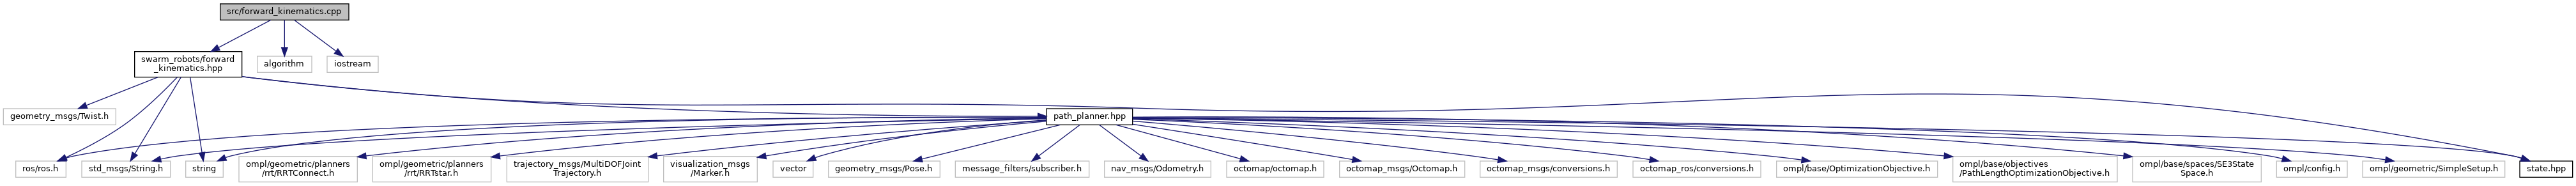 src/forward_kinematics.cpp
swarm_robots/forward
_kinematics.hpp
algorithm
iostream
geometry_msgs/Twist.h
path_planner.hpp
ros/ros.h
std_msgs/String.h
string
ompl/geometric/planners
/rrt/RRTConnect.h
ompl/geometric/planners
/rrt/RRTstar.h
trajectory_msgs/MultiDOFJoint
Trajectory.h
visualization_msgs
/Marker.h
vector
geometry_msgs/Pose.h
message_filters/subscriber.h
nav_msgs/Odometry.h
octomap/octomap.h
octomap_msgs/Octomap.h
octomap_msgs/conversions.h
octomap_ros/conversions.h
ompl/base/OptimizationObjective.h
ompl/base/objectives
/PathLengthOptimizationObjective.h
ompl/base/spaces/SE3State
Space.h
ompl/config.h
ompl/geometric/SimpleSetup.h
state.hpp